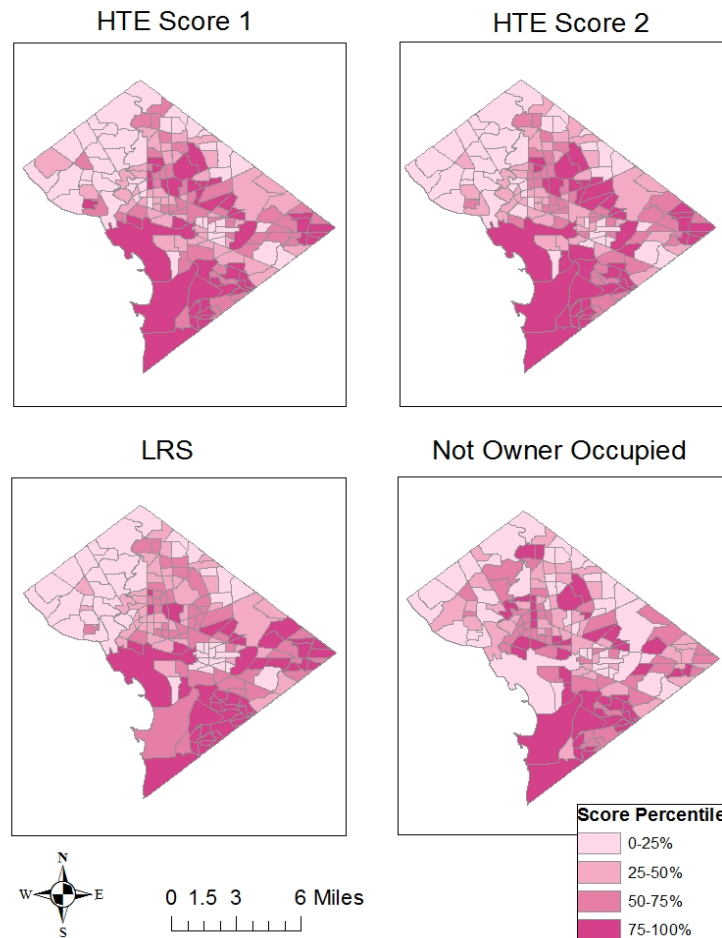 HTE Score 1
HTE Score 2
LRS
Not Owner Occupied
Score Percentile
0-25%
25-50%
50-75%
75-100%
N
W E
S
0 1.5 3 6 Miles